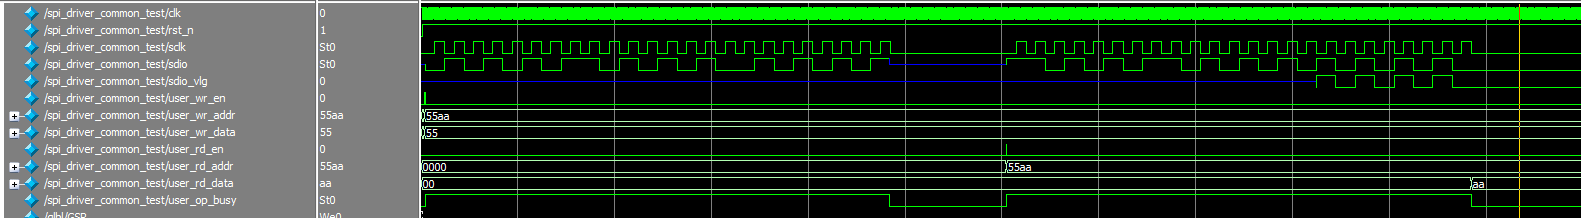 /spi_driver_common_test/clk 0
/spi_driver_common_test/rst_n 1
/spi_driver_common_test/sclk St0
/spi_driver_common_test/sdio St0
/spi_driver_common_test/sdio_vlg 0
/spi_driver_common_test/user_wr_en 0
/spi_driver_common_test/user_wr_addr 55aa 55aa
/spi_driver_common_test/user_wr_data 55 55
/spi_driver_common_test/user_rd_en 0
/spi_driver_common_test/user_rd_addr 55aa 0000 55aa
/spi_driver_common_test/user_rd_data aa 00 aa
/spi_driver_common_test/user_op_busy St0
/glbl/GSR We0